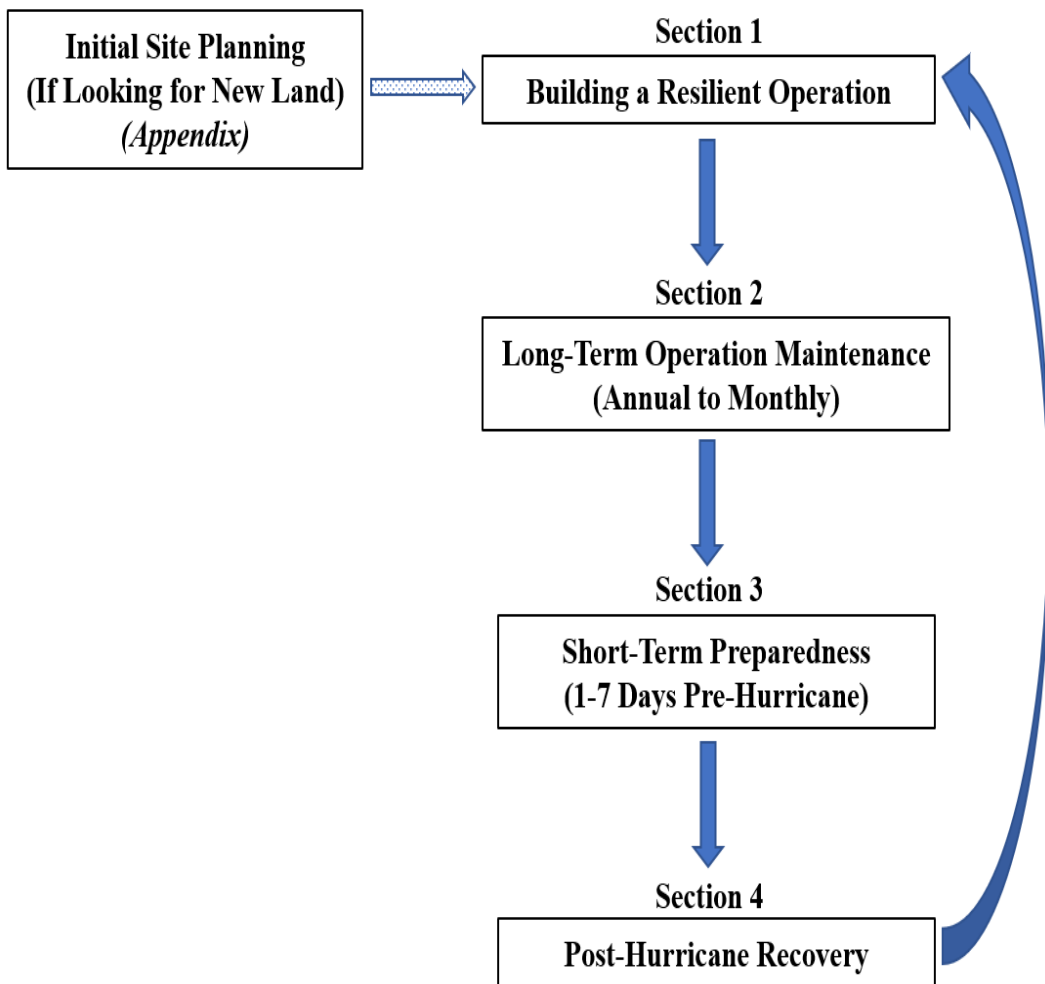 Initial Site Planning
(If Looking for New Land)
(Appendix)
Section 1
Building a Resilient Operation
Section 2
Long-Term Operation Maintenance
(Annual to Monthly)
Section 3
Short-Term Preparedness
(1-7 Days Pre-Hurricane)
Section 4
Post-Hurricane Recovery